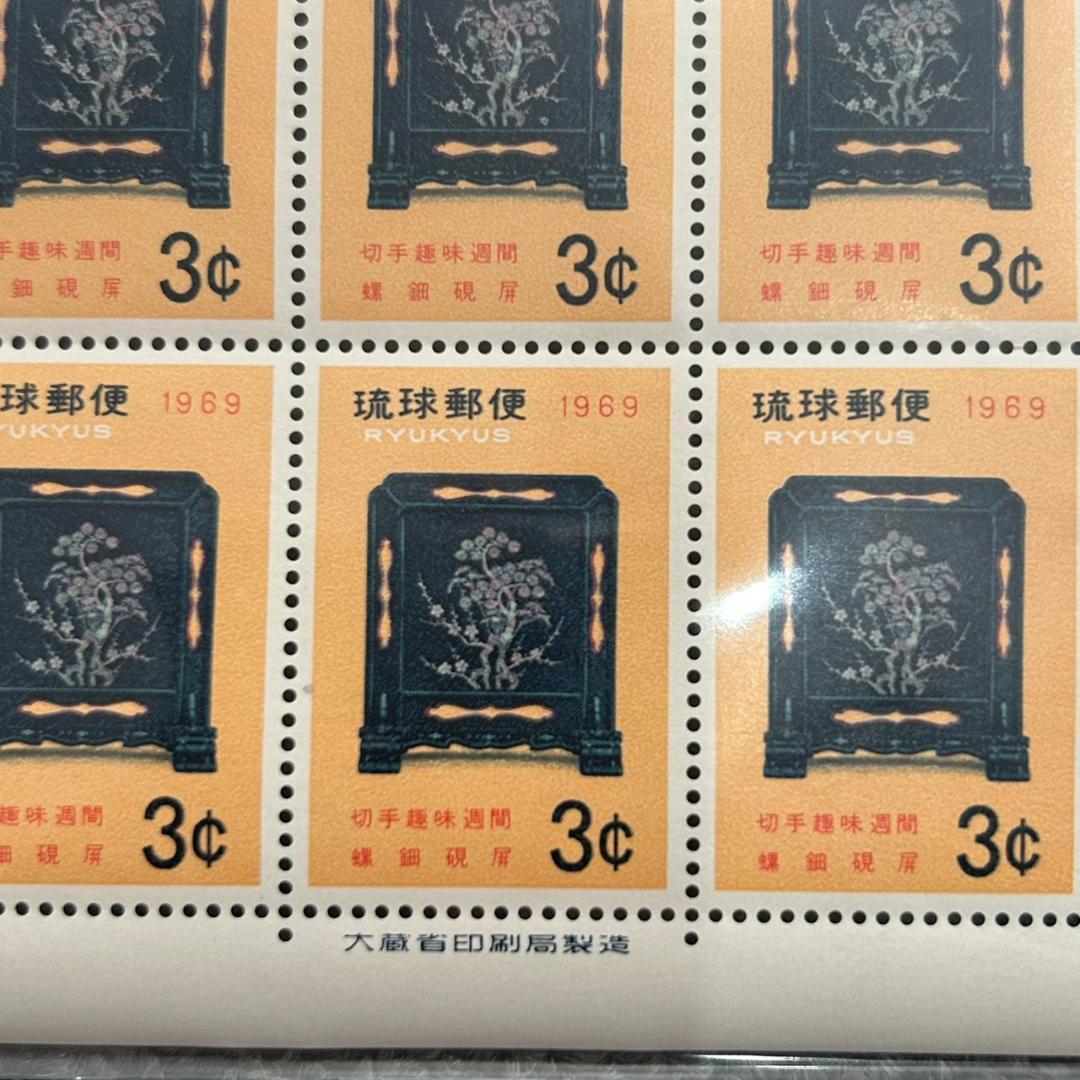 手趣味週間 3¢
鈿硯屏
切手趣味週間 3¢
螺鈿硯屏
切手趣味週間 3¢
螺鈿硯屏
球郵便 1969
YUKYUS
琉球郵便 1969
RYUKYUS
琉球郵便 1969
RYUKYUS
趣味週間 3¢
鈿硯屏
切手趣味週間 3¢
螺鈿硯屏
切手趣味週間 3¢
螺鈿硯屏
大蔵省印刷局製造